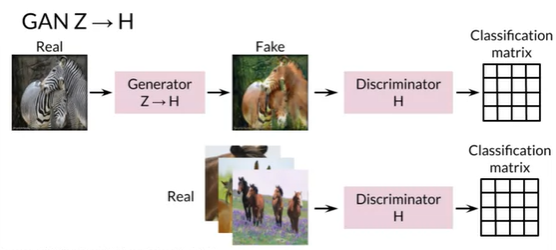 GAN Z → H
Real
Fake
Classification
matrix
Generator
Z → H
Discriminator
H
Classification
matrix
Real
Discriminator
H